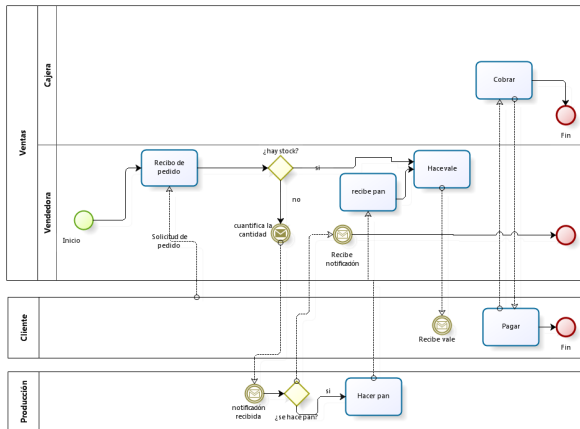 Ventas
Cajera
Cobrar
Fin
Vendedora
Inicio
Recibo de
pedido
Solicitud de
pedido
¿hay stock?
si
no
cuantifica la
cantidad
Recibe
notificación
recibe pan
Hace vale
Cliente
Recibe vale
Pagar
Fin
Producción
notificación
recibida
¿se hace pan?
si
Hacer pan